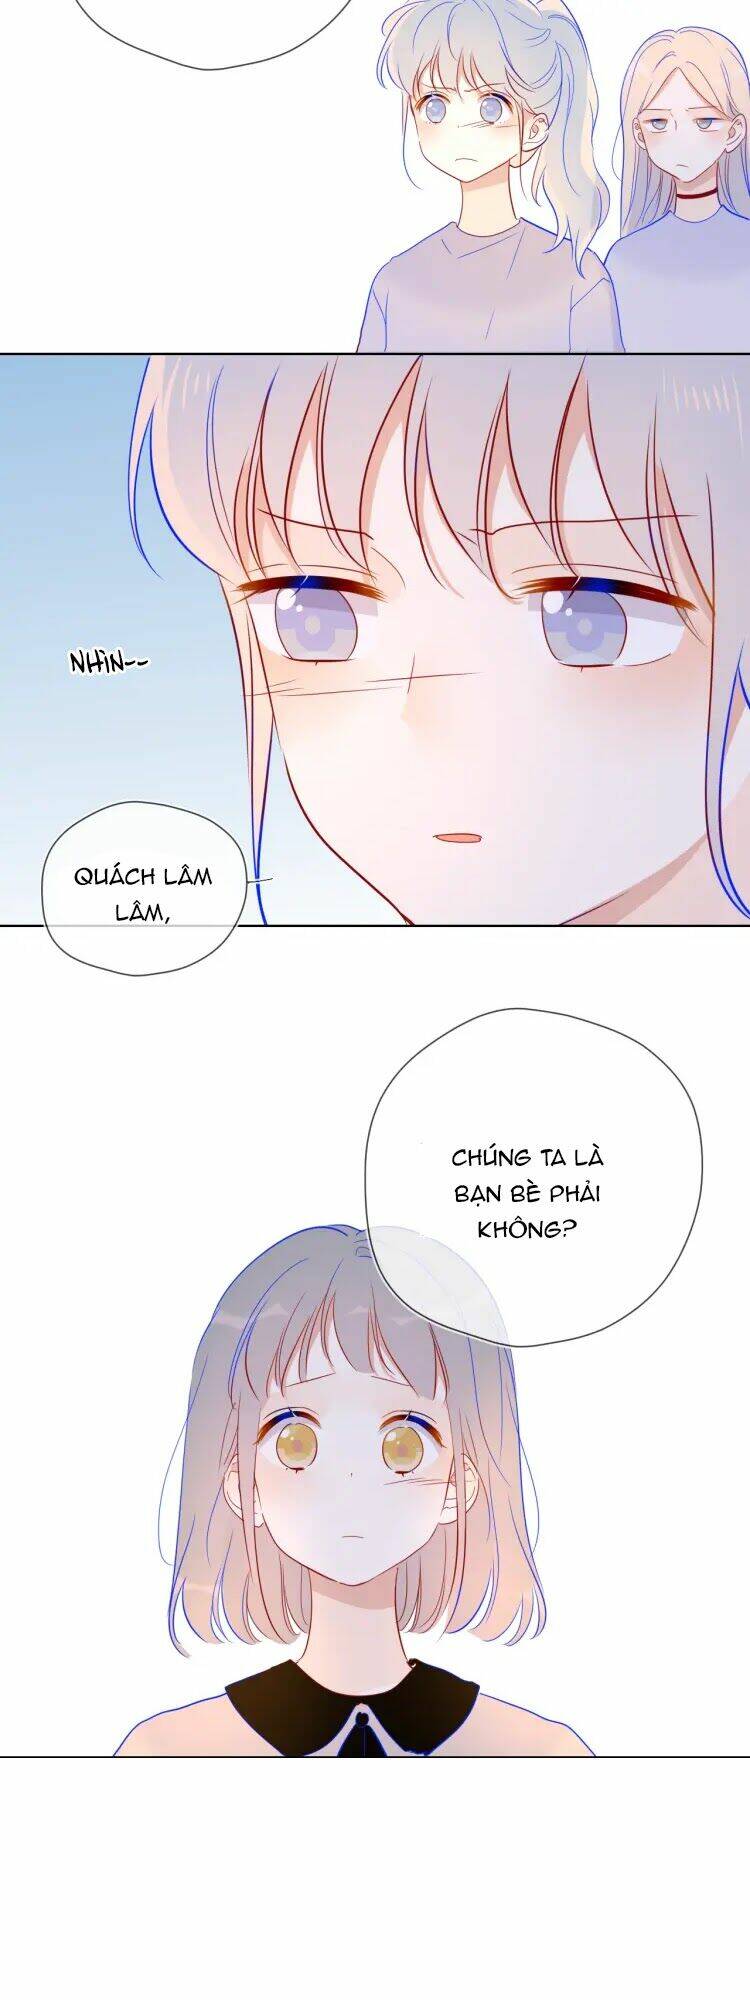 NHÌN--
QUÁCH LÂM
LÂM,
CHÚNG TA LÀ
BẠN BÈ PHẢI
KHÔNG?